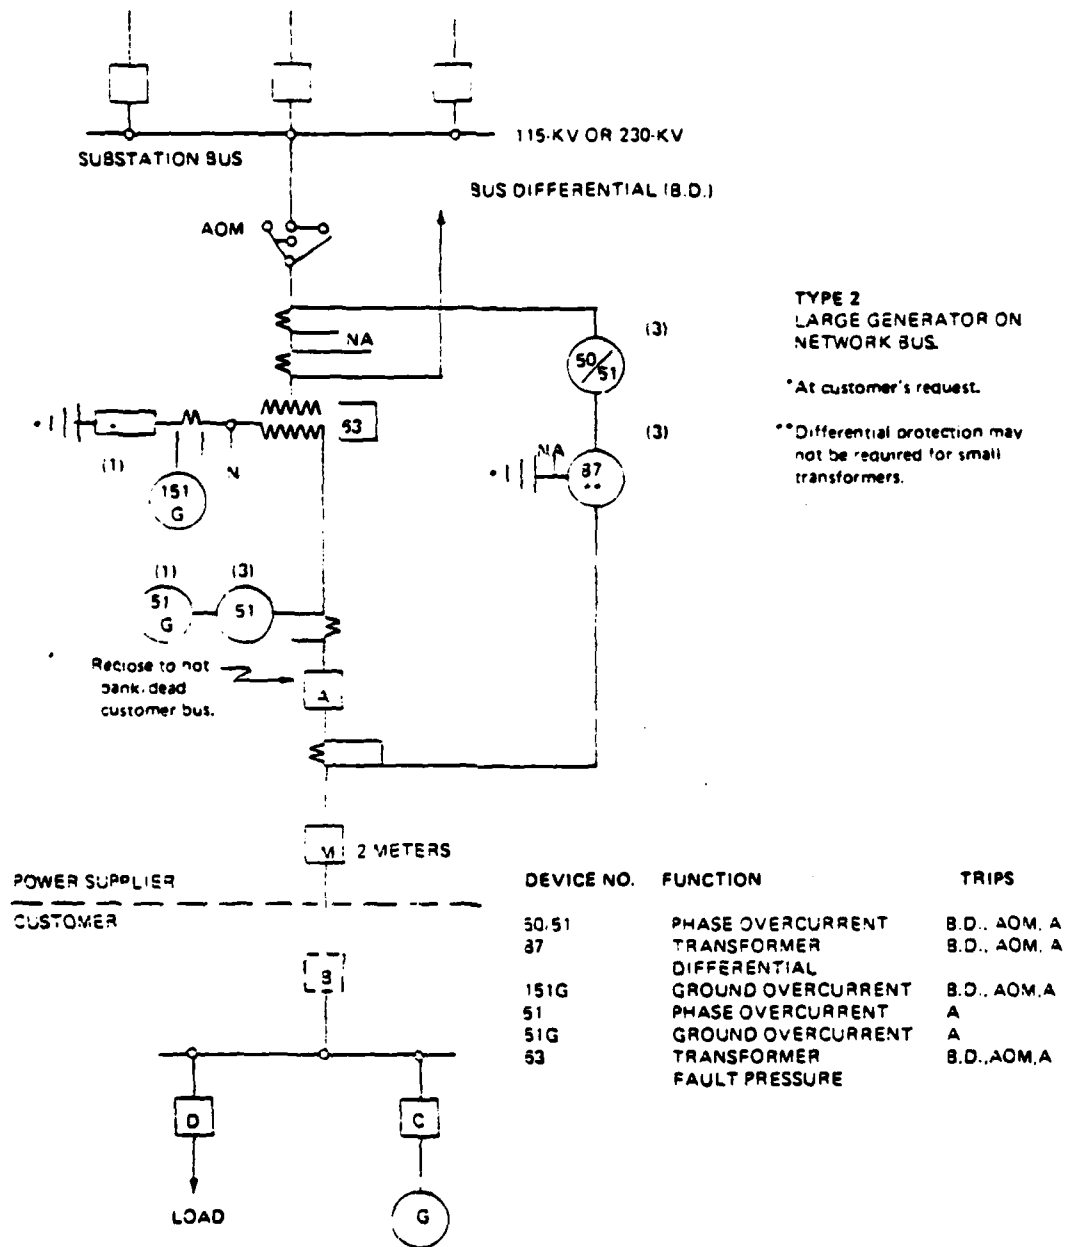 115-KV OR 230-KV
SUBSTATION BUS
BUS DIFFERENTIAL (B.D.)
AOM
TYPE 2
LARGE GENERATOR ON
NETWORK BUS.
*At customer's request.
**Differential protection may
not be required for small
transformers.
NA
(3)
50/51
63
(3)
NA
87
**
(1)
N
151
G
(1)
(3)
51
G
51
Reclose to hot
bank, dead
customer bus.
A
M
2 METERS
POWER SUPPLIER
CUSTOMER
B
D
C
LOAD
G
DEVICE NO. FUNCTION TRIPS
50,51 PHASE OVERCURRENT B.D., AOM, A
87 TRANSFORMER B.D., AOM, A
DIFFERENTIAL
151G GROUND OVERCURRENT B.D., AOM,A
51 PHASE OVERCURRENT A
51G GROUND OVERCURRENT A
63 TRANSFORMER B.D.,AOM,A
FAULT PRESSURE